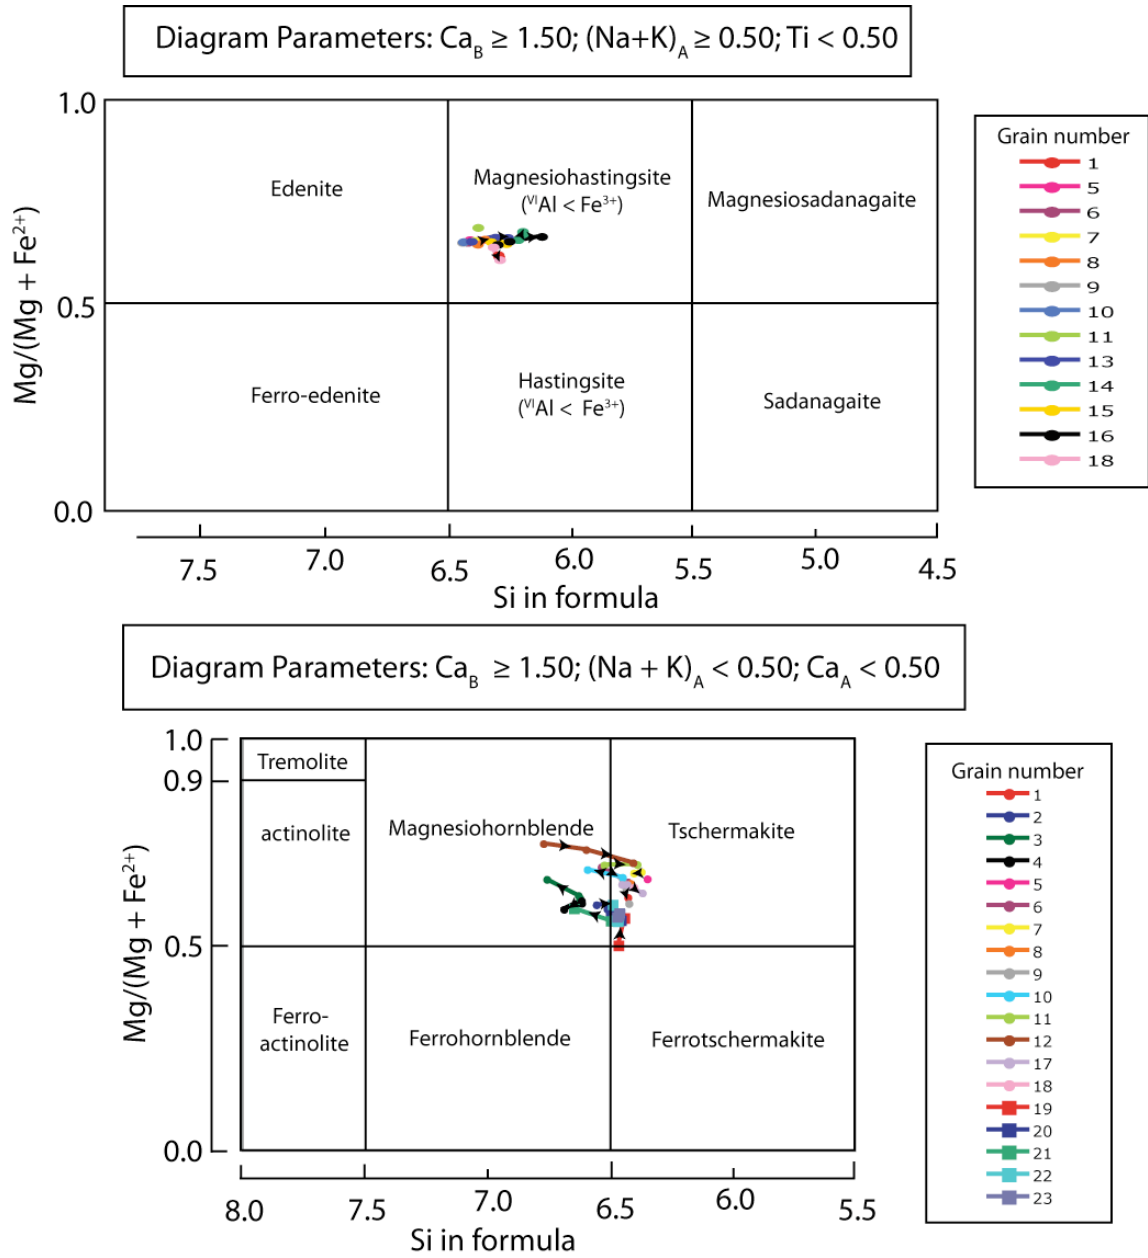 Diagram Parameters: Ca_B ≥ 1.50; (Na+K)_A ≥ 0.50; Ti < 0.50
1.0
0.5
0.0
Mg/(Mg + Fe²⁺)
Edenite
Magnesiohastingsite
(ⱽᴵAl < Fe³⁺)
Magnesiosadanagaite
Ferro-edenite
Hastingsite
(ⱽᴵAl < Fe³⁺)
Sadanagaite
7.5 7.0 6.5 6.0 5.5 5.0 4.5
Si in formula
Grain number
1
5
6
7
8
9
10
11
13
14
15
16
18
Diagram Parameters: Ca_B ≥ 1.50; (Na + K)_A < 0.50; Ca_A < 0.50
1.0
0.9
0.5
0.0
Mg/(Mg + Fe²⁺)
Tremolite
actinolite
Magnesiohornblende
Tschermakite
Ferro-
actinolite
Ferrohornblende
Ferrotschermakite
8.0 7.5 7.0 6.5 6.0 5.5
Si in formula
Grain number
1
2
3
4
5
6
7
8
9
10
11
12
17
18
19
20
21
22
23